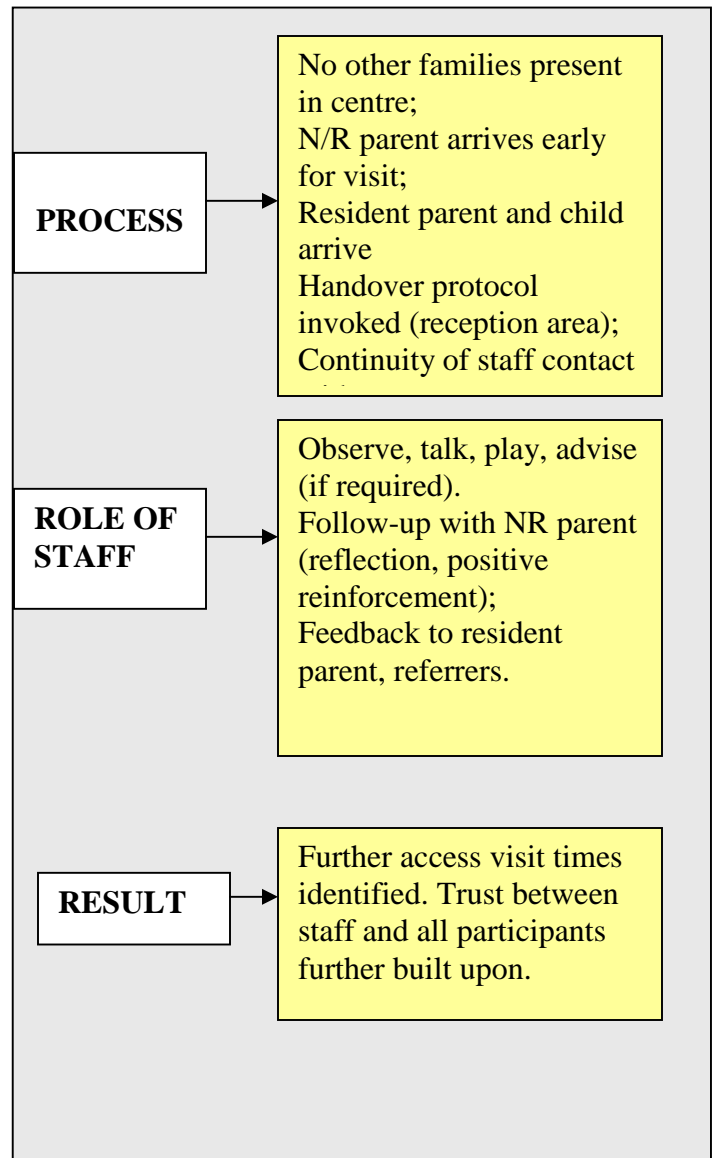 PROCESS
No other families present
in centre;
N/R parent arrives early
for visit;
Resident parent and child
arrive
Handover protocol
invoked (reception area);
Continuity of staff contact
ROLE OF
STAFF
Observe, talk, play, advise
(if required).
Follow-up with NR parent
(reflection, positive
reinforcement);
Feedback to resident
parent, referrers.
RESULT
Further access visit times
identified. Trust between
staff and all participants
further built upon.